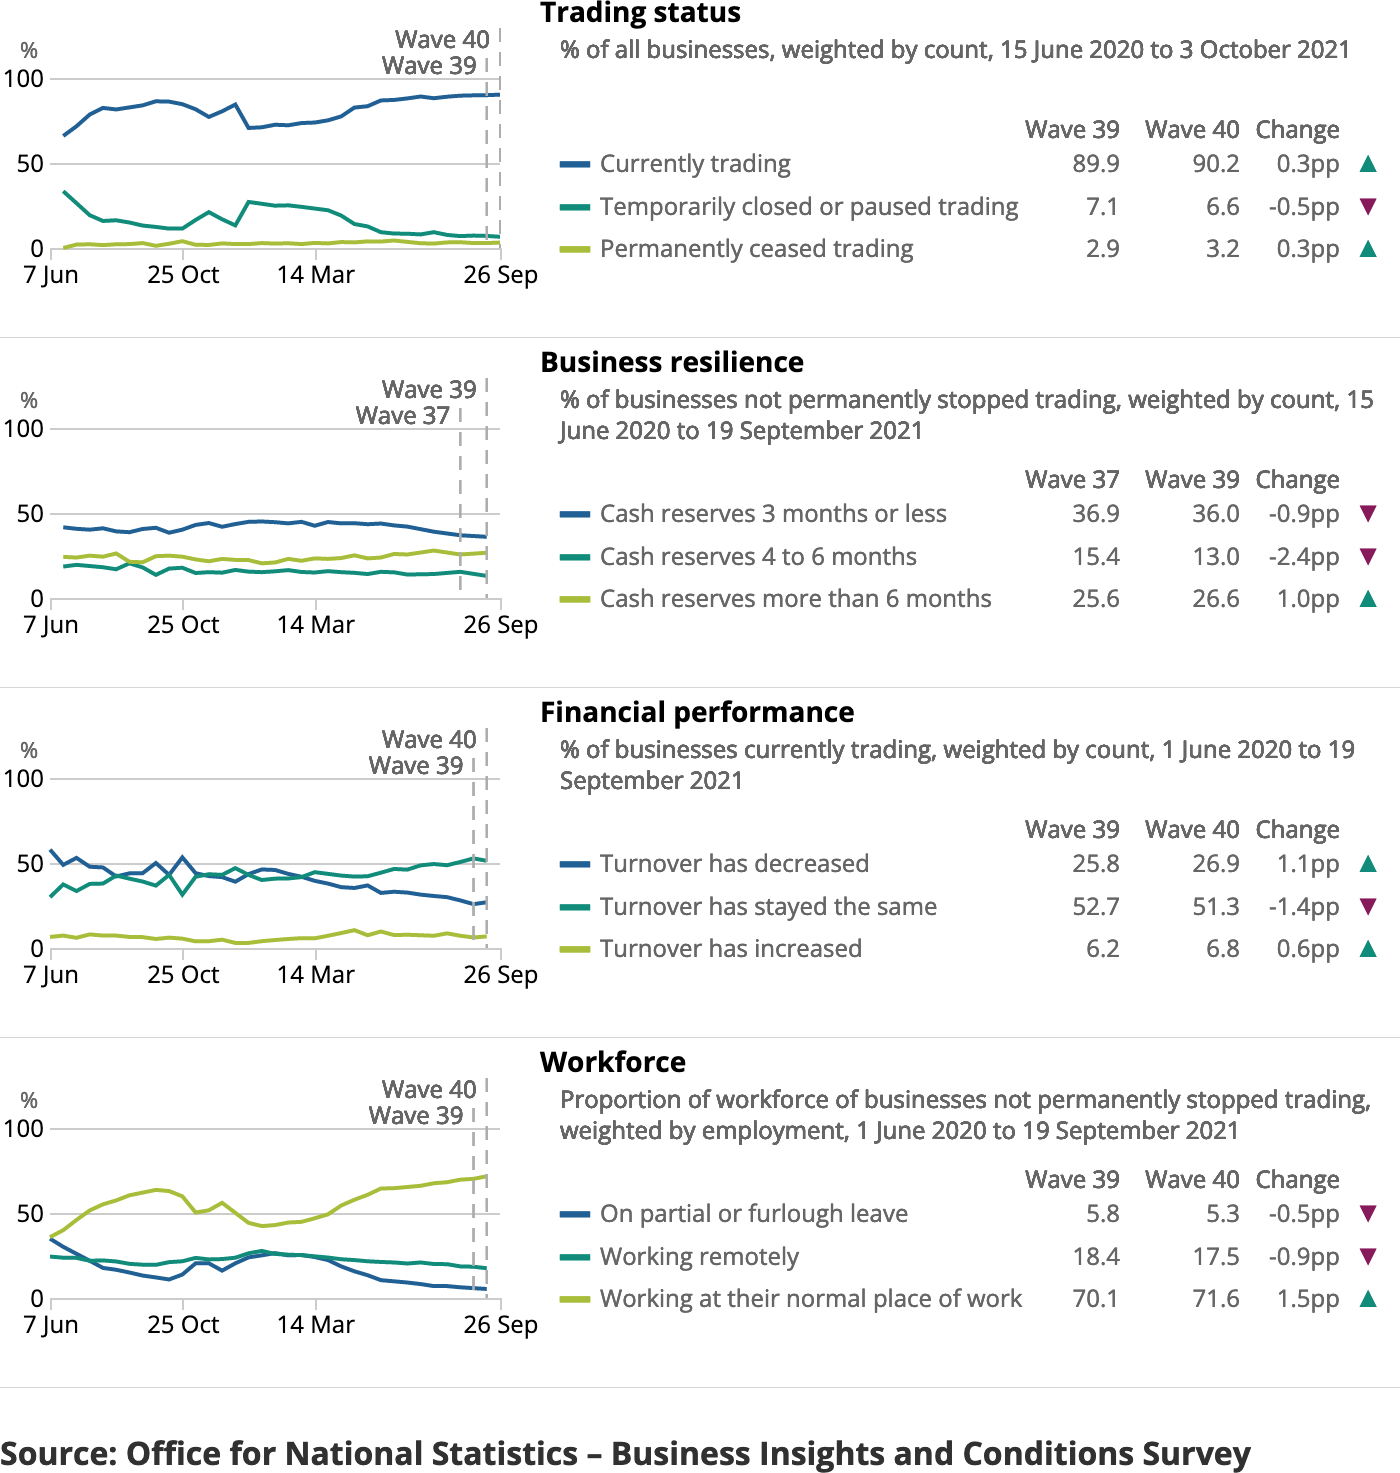 Trading status
% of all businesses, weighted by count, 15 June 2020 to 3 October 2021
Wave 40
Wave 39
%
100
50
0
7 Jun 25 Oct 14 Mar 26 Sep
Wave 39 Wave 40 Change
Currently trading 89.9 90.2 0.3pp ▲
Temporarily closed or paused trading 7.1 6.6 -0.5pp ▼
Permanently ceased trading 2.9 3.2 0.3pp ▲
Business resilience
% of businesses not permanently stopped trading, weighted by count, 15
June 2020 to 19 September 2021
Wave 39
Wave 37
%
100
50
0
7 Jun 25 Oct 14 Mar 26 Sep
Wave 37 Wave 39 Change
Cash reserves 3 months or less 36.9 36.0 -0.9pp ▼
Cash reserves 4 to 6 months 15.4 13.0 -2.4pp ▼
Cash reserves more than 6 months 25.6 26.6 1.0pp ▲
Financial performance
% of businesses currently trading, weighted by count, 1 June 2020 to 19
September 2021
Wave 40
Wave 39
%
100
50
0
7 Jun 25 Oct 14 Mar 26 Sep
Wave 39 Wave 40 Change
Turnover has decreased 25.8 26.9 1.1pp ▲
Turnover has stayed the same 52.7 51.3 -1.4pp ▼
Turnover has increased 6.2 6.8 0.6pp ▲
Workforce
Proportion of workforce of businesses not permanently stopped trading,
weighted by employment, 1 June 2020 to 19 September 2021
Wave 40
Wave 39
%
100
50
0
7 Jun 25 Oct 14 Mar 26 Sep
Wave 39 Wave 40 Change
On partial or furlough leave 5.8 5.3 -0.5pp ▼
Working remotely 18.4 17.5 -0.9pp ▼
Working at their normal place of work 70.1 71.6 1.5pp ▲
Source: Office for National Statistics – Business Insights and Conditions Survey